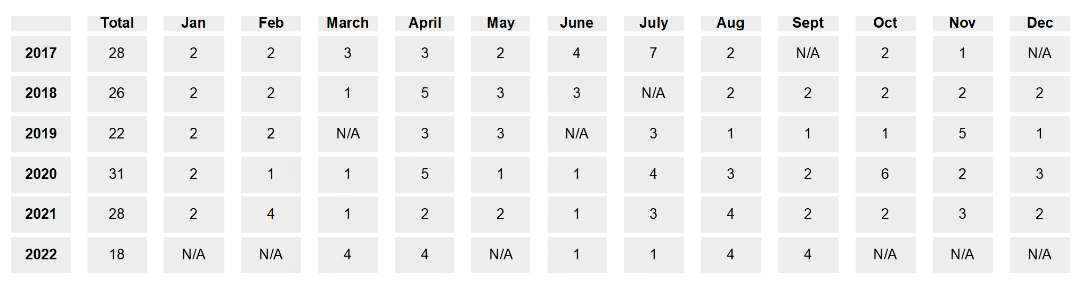 Total Jan Feb March April May June July Aug Sept Oct Nov Dec
2017 28 2 2 3 3 2 4 7 2 N/A 2 1 N/A
2018 26 2 2 1 5 3 3 N/A 2 2 2 2 2
2019 22 2 2 N/A 3 3 N/A 3 1 1 1 5 1
2020 31 2 1 1 5 1 1 4 3 2 6 2 3
2021 28 2 4 1 2 2 1 3 4 2 2 3 2
2022 18 N/A N/A 4 4 N/A 1 1 4 4 N/A N/A N/A